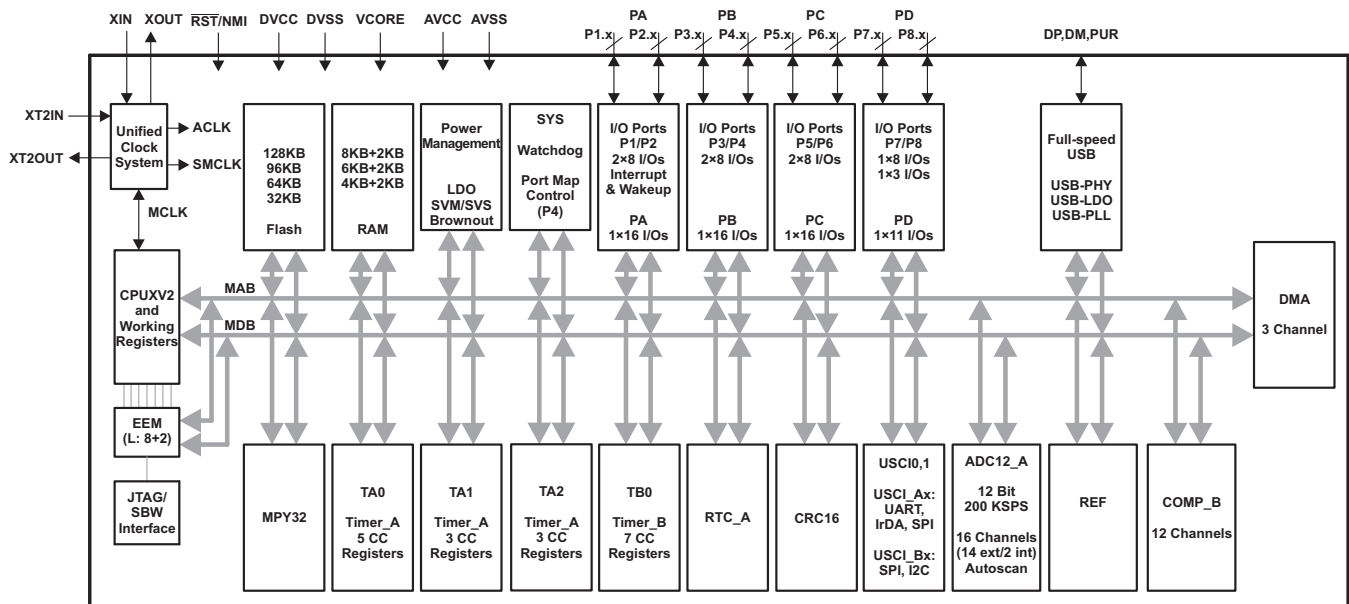 XIN XOUT RST/NMI DVCC DVSS VCORE AVCC AVSS
PA PB PC PD
P1.x P2.x P3.x P4.x P5.x P6.x P7.x P8.x
DP,DM,PUR
XT2IN
XT2OUT
Unified
Clock
System
ACLK
SMCLK
MCLK
128KB
96KB
64KB
32KB
Flash
8KB+2KB
6KB+2KB
4KB+2KB
RAM
Power
Management
LDO
SVM/SVS
Brownout
SYS
Watchdog
Port Map
Control
(P4)
I/O Ports
P1/P2
2×8 I/Os
Interrupt
& Wakeup
PA
1×16 I/Os
I/O Ports
P3/P4
2×8 I/Os
PB
1×16 I/Os
I/O Ports
P5/P6
2×8 I/Os
PC
1×16 I/Os
I/O Ports
P7/P8
1×8 I/Os
1×3 I/Os
PD
1×11 I/Os
Full-speed
USB
USB-PHY
USB-LDO
USB-PLL
CPUXV2
and
Working
Registers
MAB
MDB
DMA
3 Channel
EEM
(L: 8+2)
JTAG/
SBW
Interface
MPY32
TA0
Timer_A
5 CC
Registers
TA1
Timer_A
3 CC
Registers
TA2
Timer_A
3 CC
Registers
TB0
Timer_B
7 CC
Registers
RTC_A
CRC16
USCI0,1
USCI_Ax:
UART,
IrDA, SPI
USCI_Bx:
SPI, I2C
ADC12_A
12 Bit
200 KSPS
16 Channels
(14 ext/2 int)
Autoscan
REF
COMP_B
12 Channels